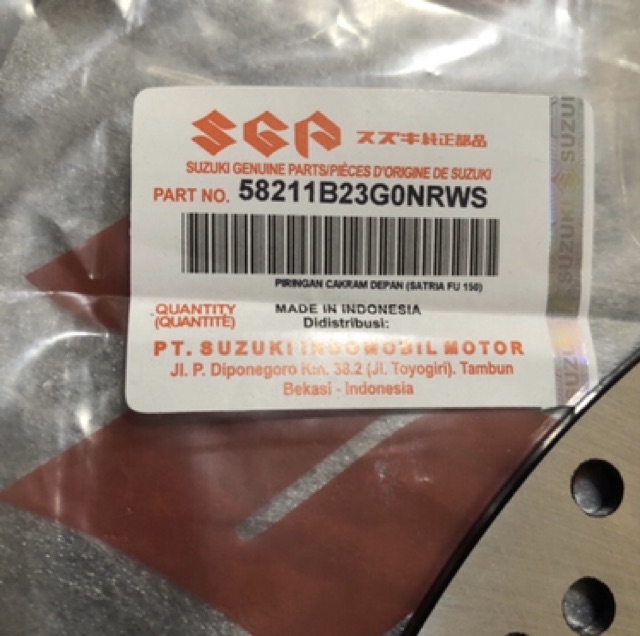 SGP スズキ純正部品
SUZUKI GENUINE PARTS/PIÈCES D'ORIGINE DE SUZUKI
PART NO. 58211B23G0NRWS
PIRINGAN CAKRAM DEPAN (SATRIA FU 150)
QUANTITY
(QUANTITÉ)
MADE IN INDONESIA
Didistribusi:
PT. SUZUKI INDOMOBIL MOTOR
Jl. P. Diponegoro Km. 38.2 (Jl. Toyogiri). Tambun
Bekasi - Indonesia
SUZUKI
SUZUKI